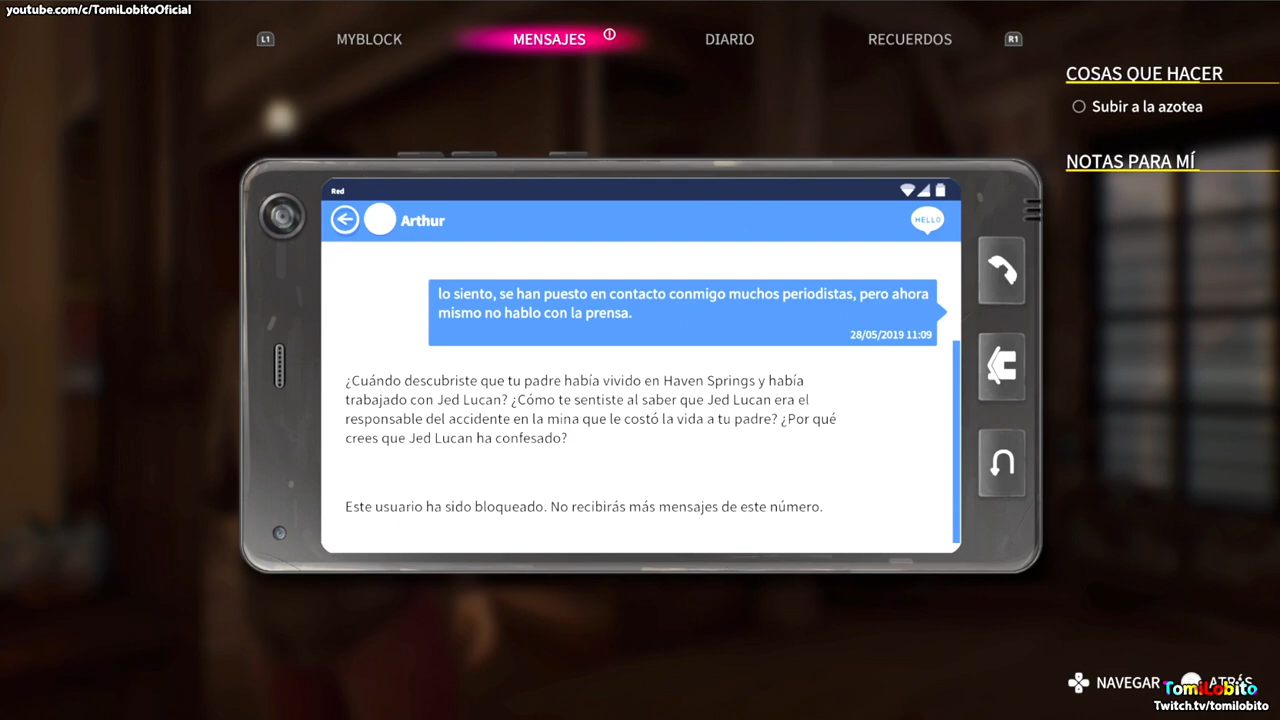 youtube.com/c/TomiLobitoOficial
L1
MYBLOCK
MENSAJES
DIARIO
RECUERDOS
R1
COSAS QUE HACER
Subir a la azotea
NOTAS PARA MÍ
Red
Arthur
HELLO
lo siento, se han puesto en contacto conmigo muchos periodistas, pero ahora
mismo no hablo con la prensa.
28/05/2019 11:09
¿Cuándo descubriste que tu padre había vivido en Haven Springs y había
trabajado con Jed Lucan? ¿Cómo te sentiste al saber que Jed Lucan era el
responsable del accidente en la mina que le costó la vida a tu padre? ¿Por qué
crees que Jed Lucan ha confesado?
Este usuario ha sido bloqueado. No recibirás más mensajes de este número.
NAVEGAR
ATRÁS
TomiLobito
Twitch.tv/tomilobito